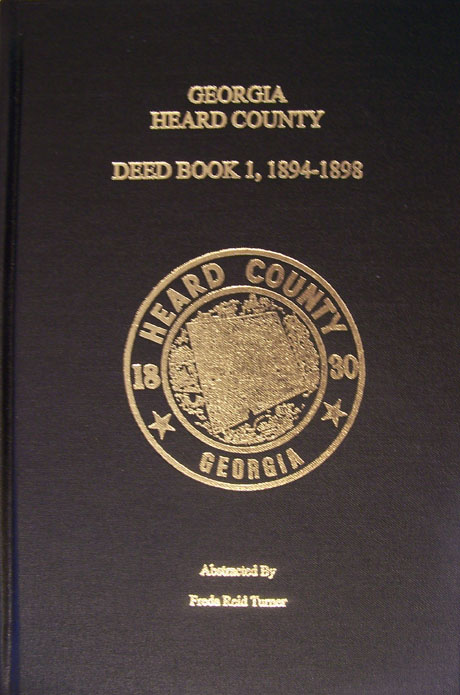 GEORGIA
HEARD COUNTY
DEED BOOK 1, 1894-1898
HEARD COUNTY
18 30
GEORGIA
Abstracted By
Freda Reid Turner